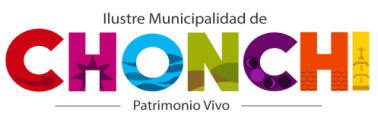 Ilustre Municipalidad de
CHONCHI
Patrimonio Vivo